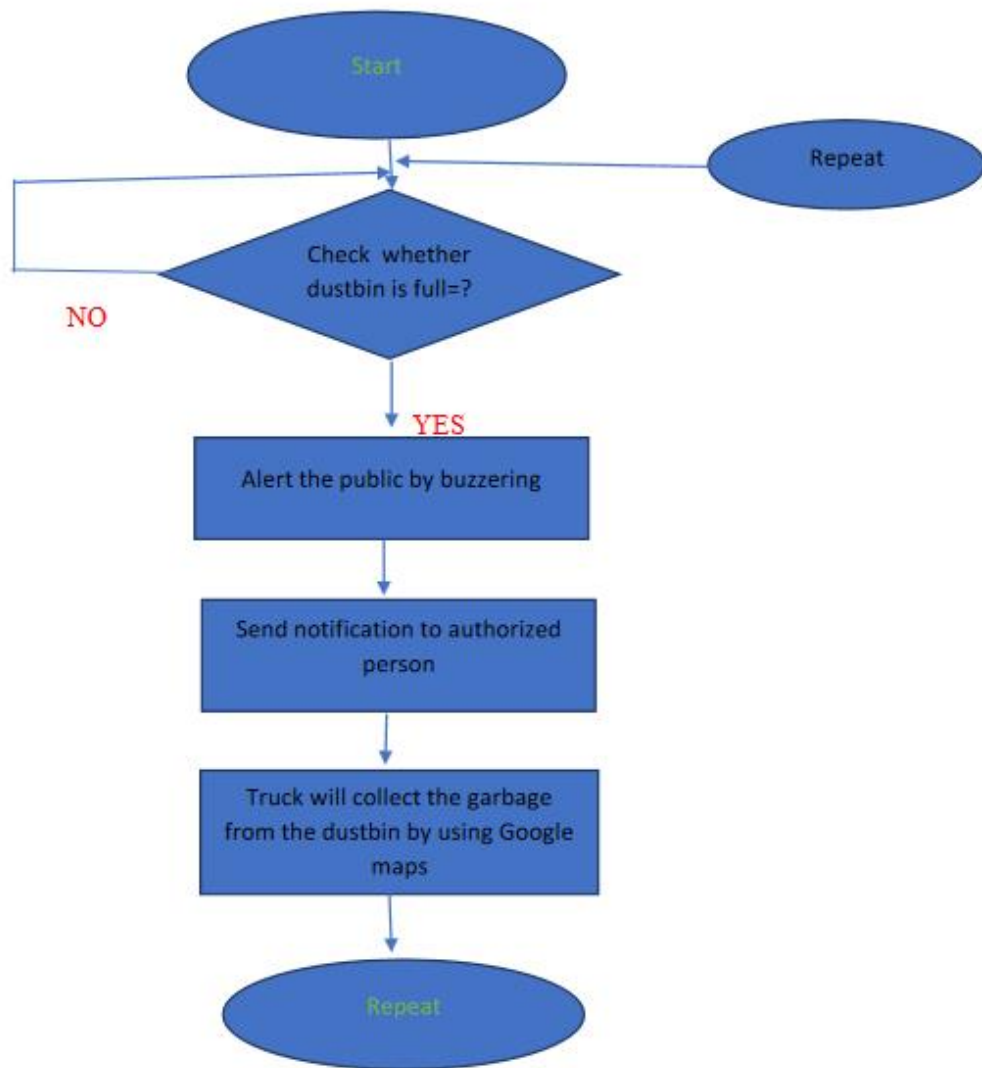 Start
Repeat
Check whether
dustbin is full=?
NO
YES
Alert the public by buzzering
Send notification to authorized
person
Truck will collect the garbage
from the dustbin by using Google
maps
Repeat